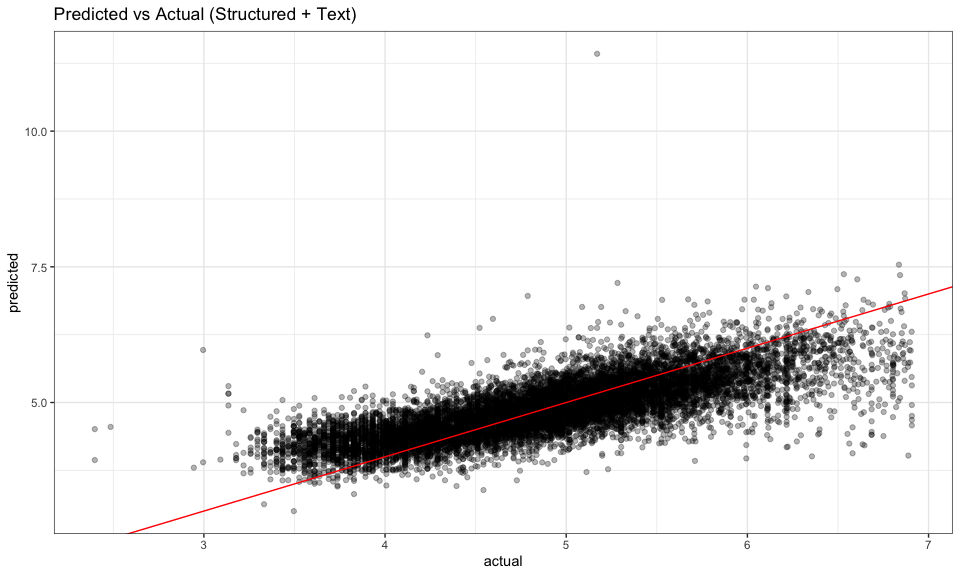 Predicted vs Actual (Structured + Text)
10.0
7.5
5.0
predicted
3 4 5 6 7
actual